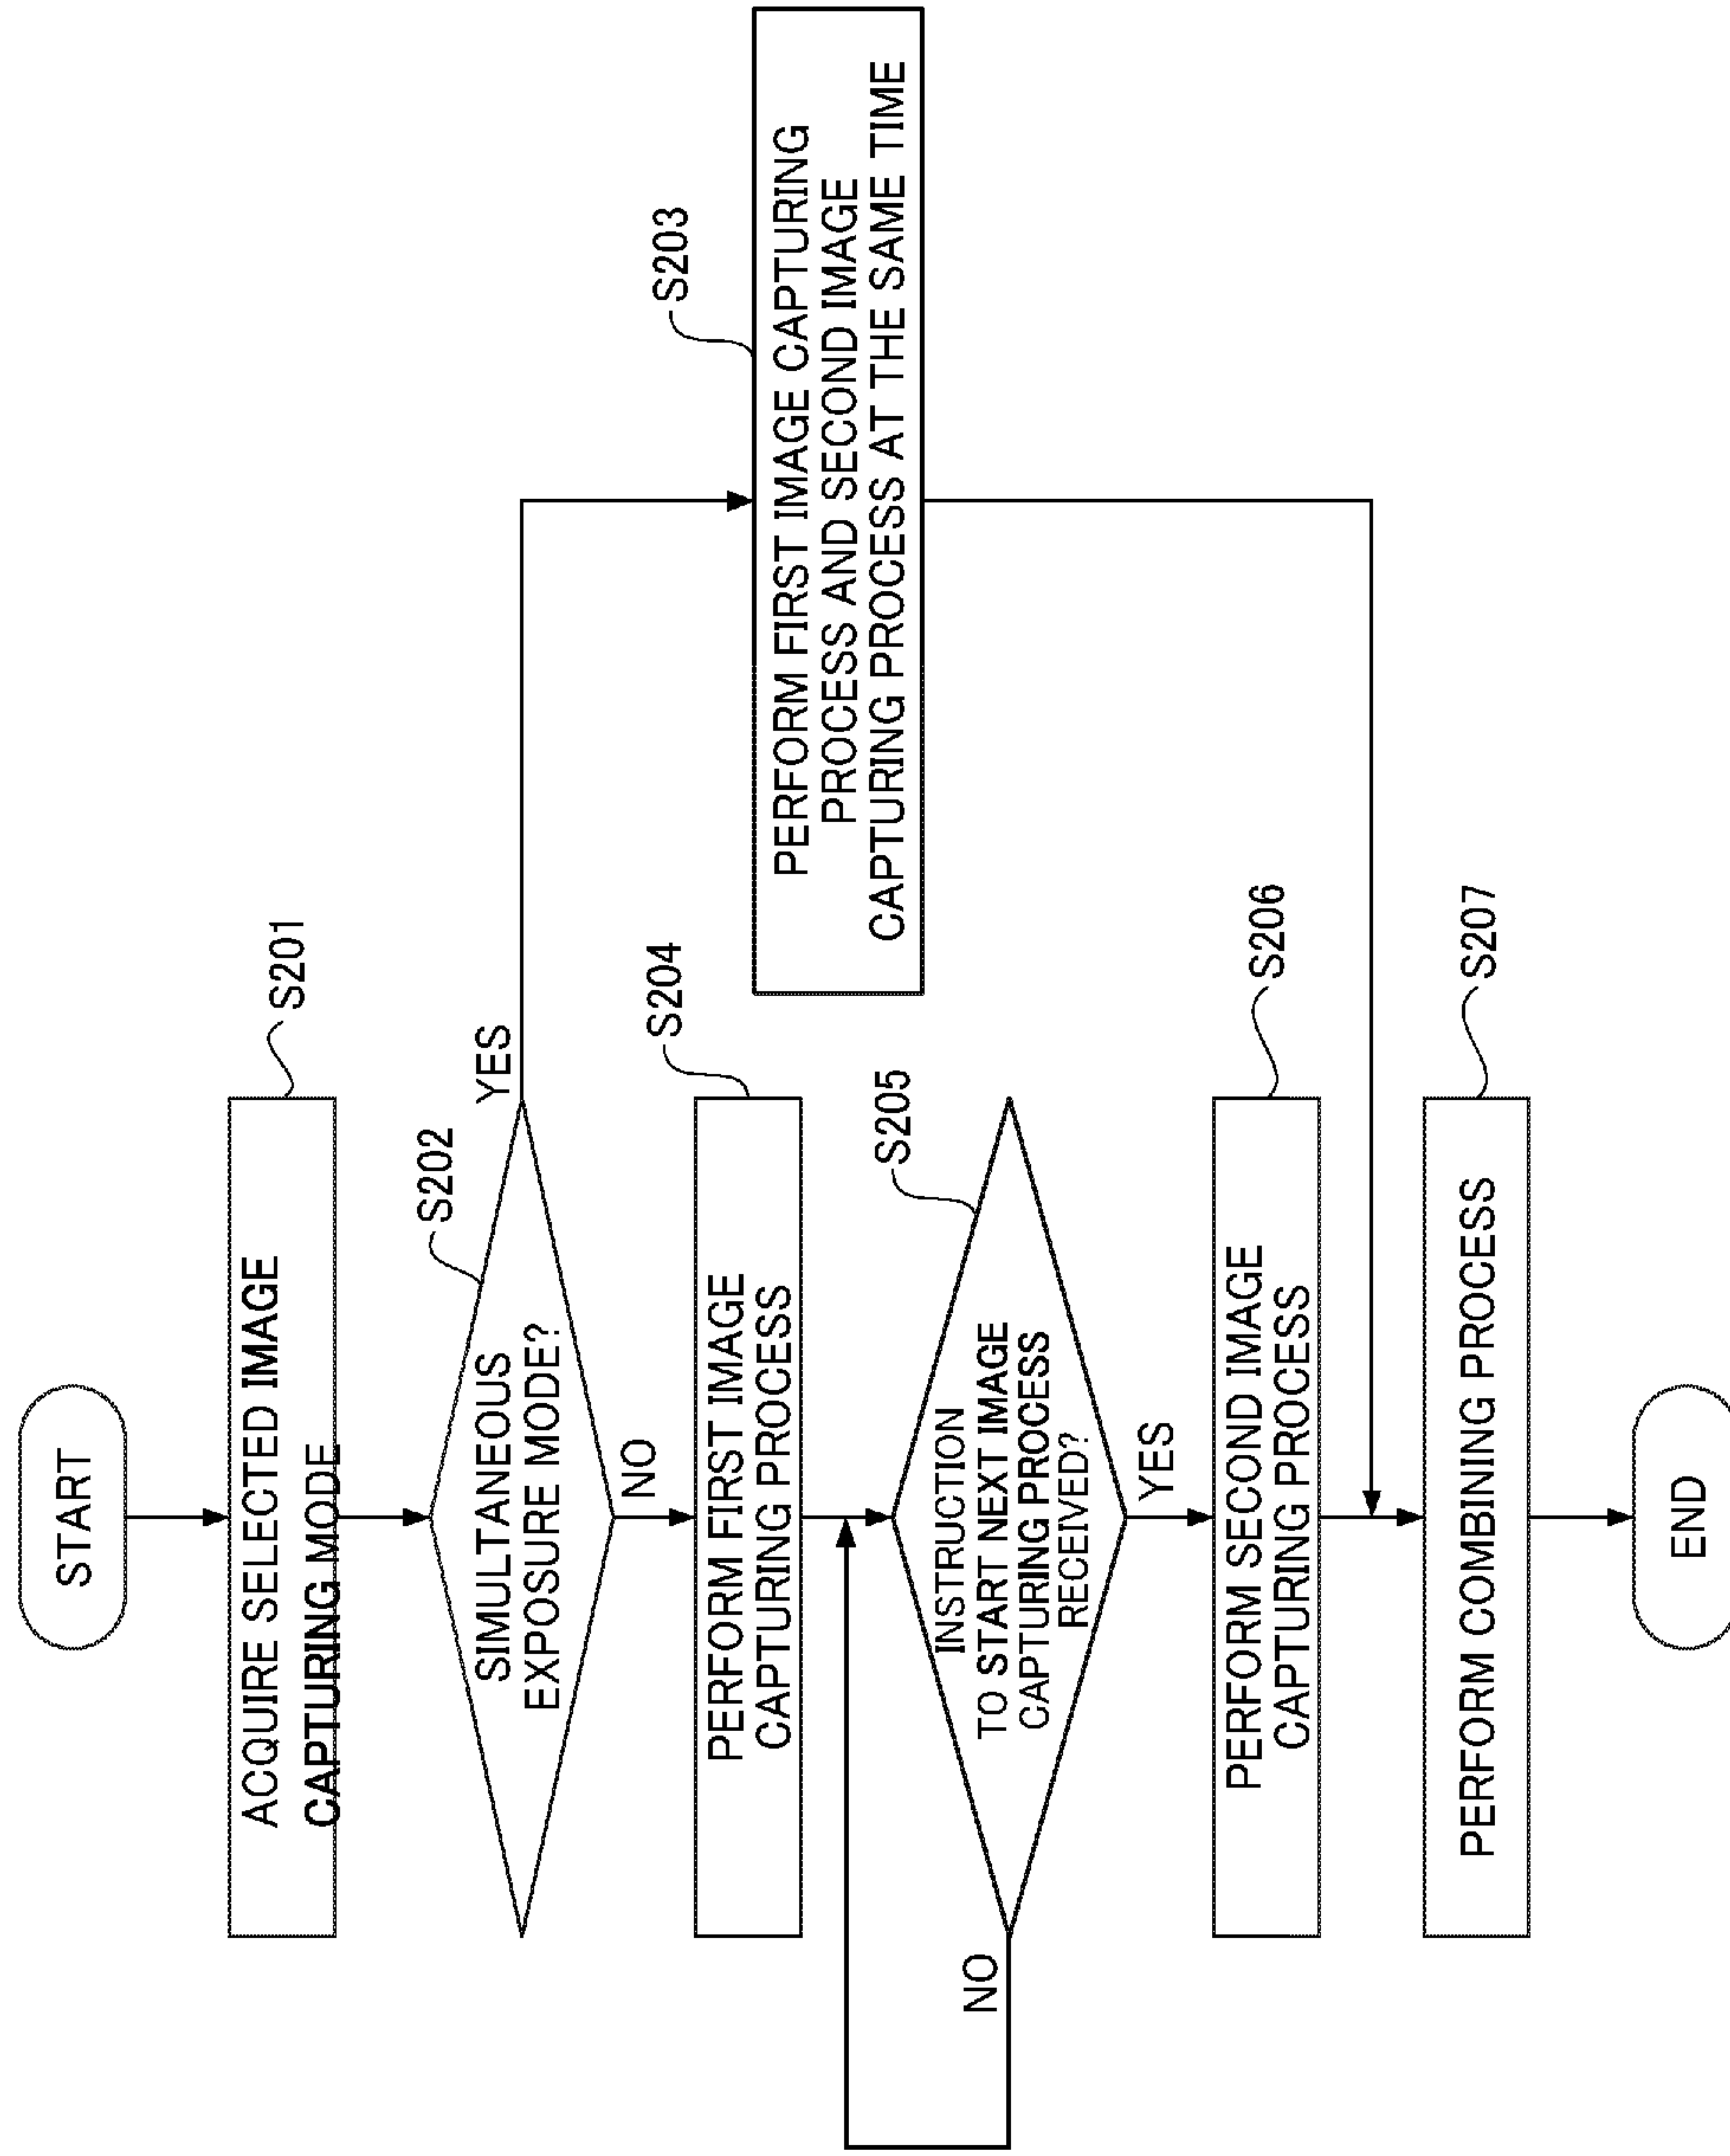 START
ACQUIRE SELECTED IMAGE
CAPTURING MODE
S201
SIMULTANEOUS
EXPOSURE MODE?
S202
YES
NO
PERFORM FIRST IMAGE CAPTURING
PROCESS AND SECOND IMAGE
CAPTURING PROCESS AT THE SAME TIME
S203
PERFORM FIRST IMAGE
CAPTURING PROCESS
S204
INSTRUCTION
TO START NEXT IMAGE
CAPTURING PROCESS
RECEIVED?
S205
NO
YES
PERFORM SECOND IMAGE
CAPTURING PROCESS
S206
PERFORM COMBINING PROCESS
S207
END